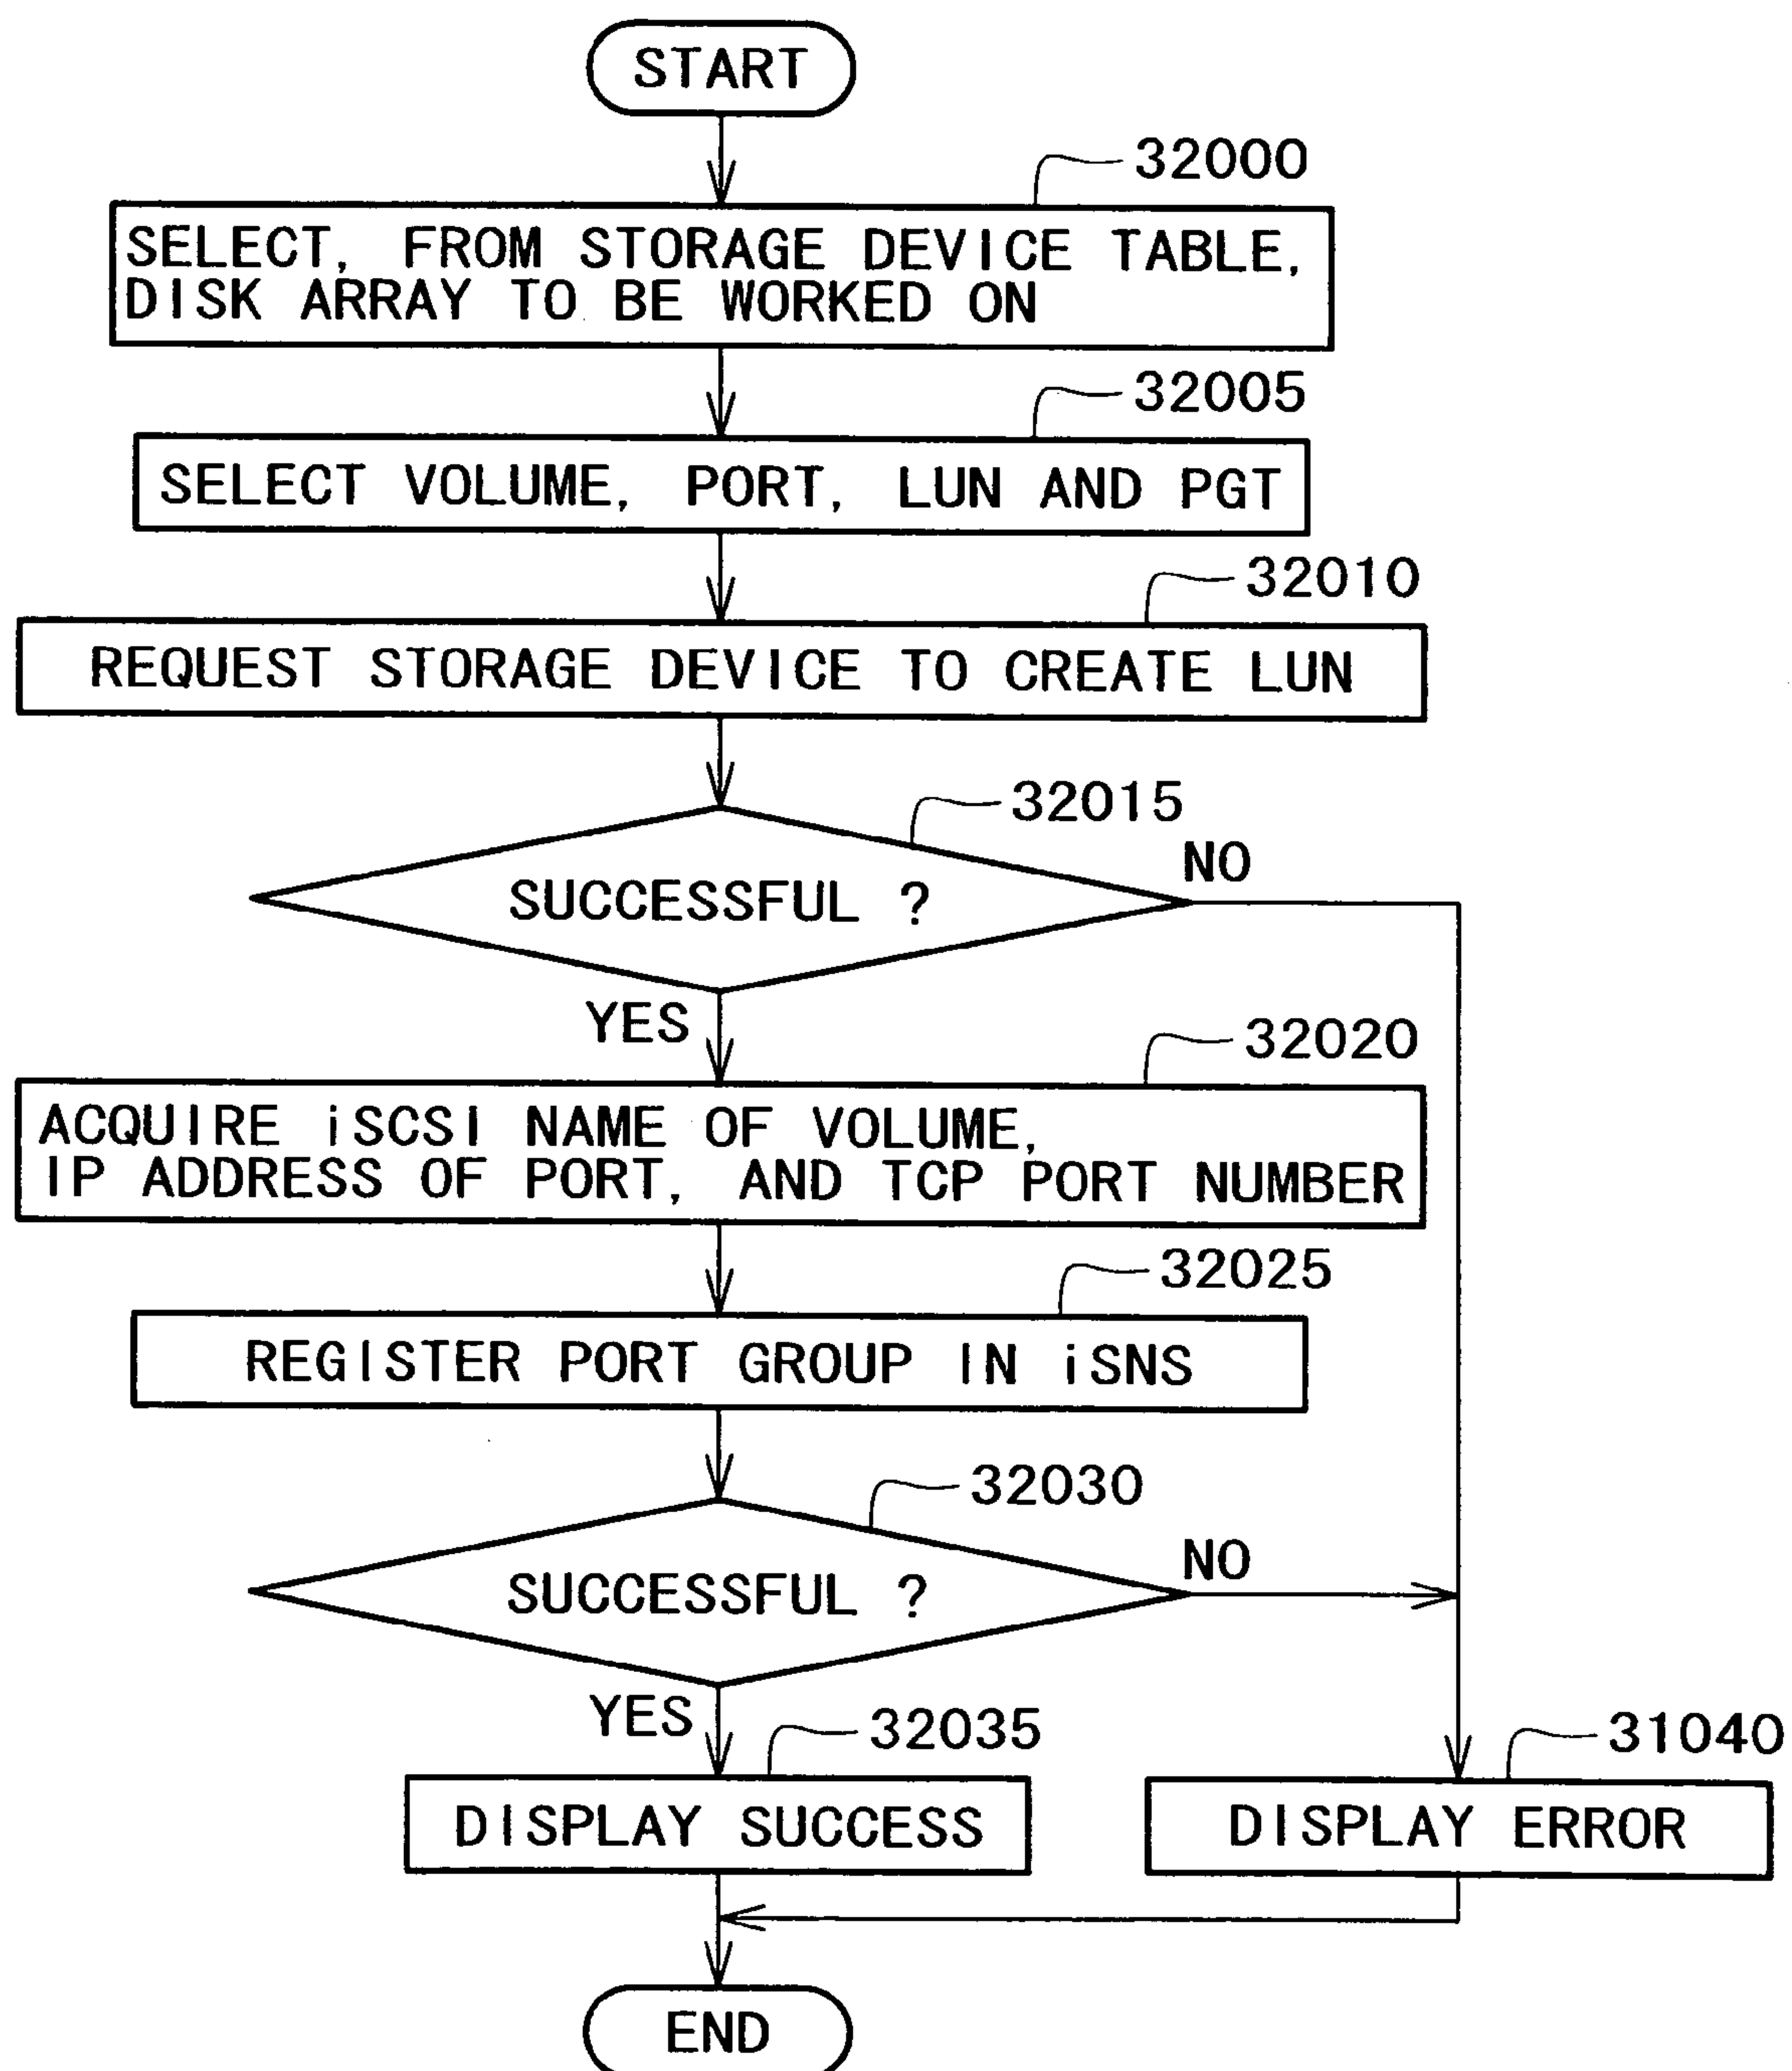 START
32000
SELECT, FROM STORAGE DEVICE TABLE,
DISK ARRAY TO BE WORKED ON
32005
SELECT VOLUME, PORT, LUN AND PGT
32010
REQUEST STORAGE DEVICE TO CREATE LUN
32015
NO
SUCCESSFUL ?
YES
32020
ACQUIRE iSCSI NAME OF VOLUME,
IP ADDRESS OF PORT, AND TCP PORT NUMBER
32025
REGISTER PORT GROUP IN iSNS
32030
NO
SUCCESSFUL ?
YES
32035
31040
DISPLAY SUCCESS
DISPLAY ERROR
END